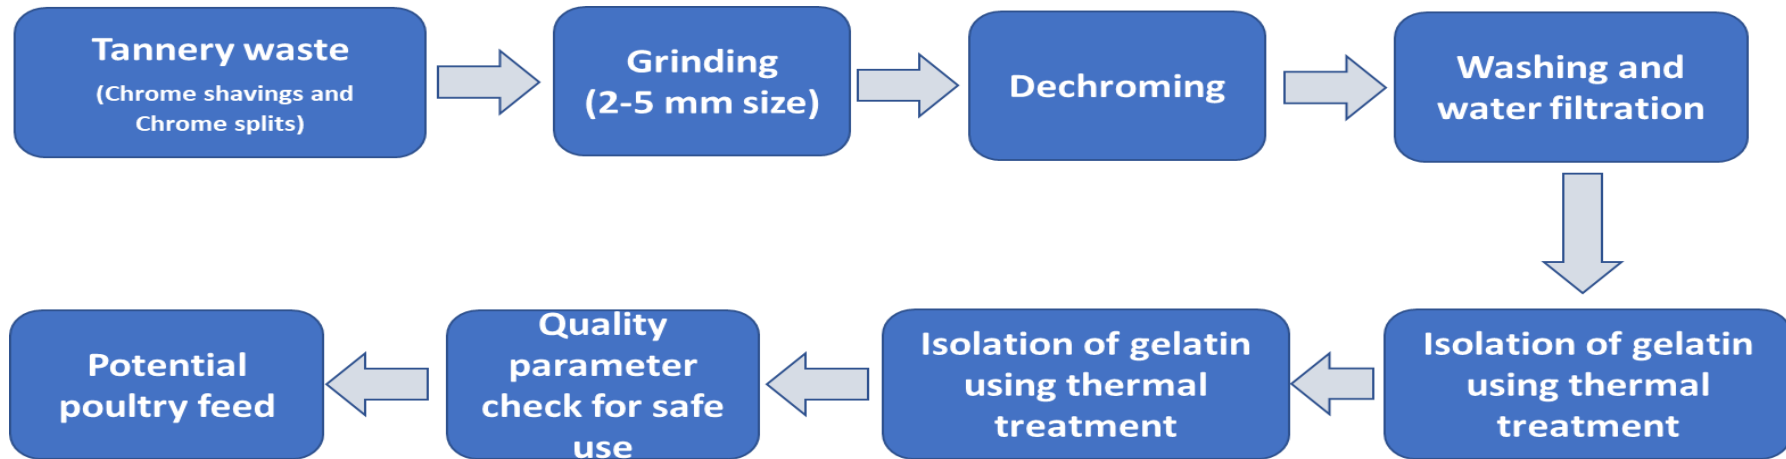 Tannery waste
(Chrome shavings and
Chrome splits)
Grinding
(2-5 mm size)
Dechroming
Washing and
water filtration
Isolation of gelatin
using thermal
treatment
Isolation of gelatin
using thermal
treatment
Quality
parameter
check for safe
use
Potential
poultry feed